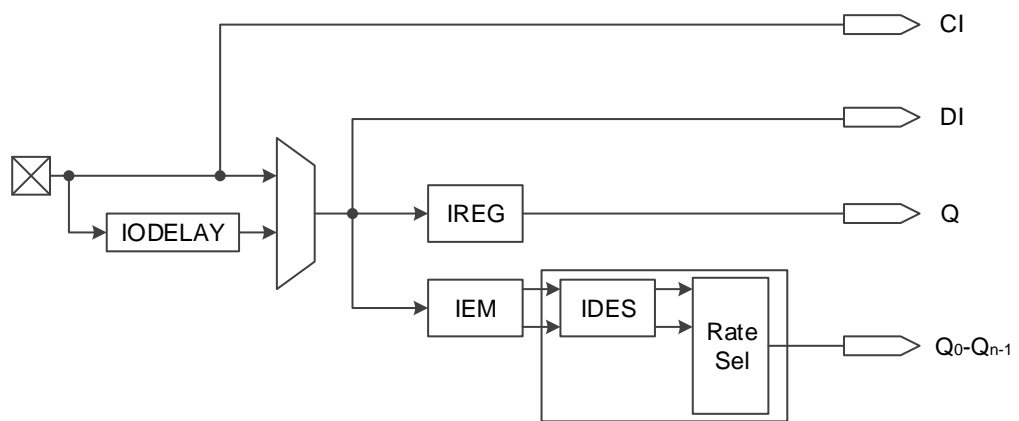 CI
DI
IREG
Q
IODELAY
IEM
IDES
Rate
Sel
Q0-Qn-1